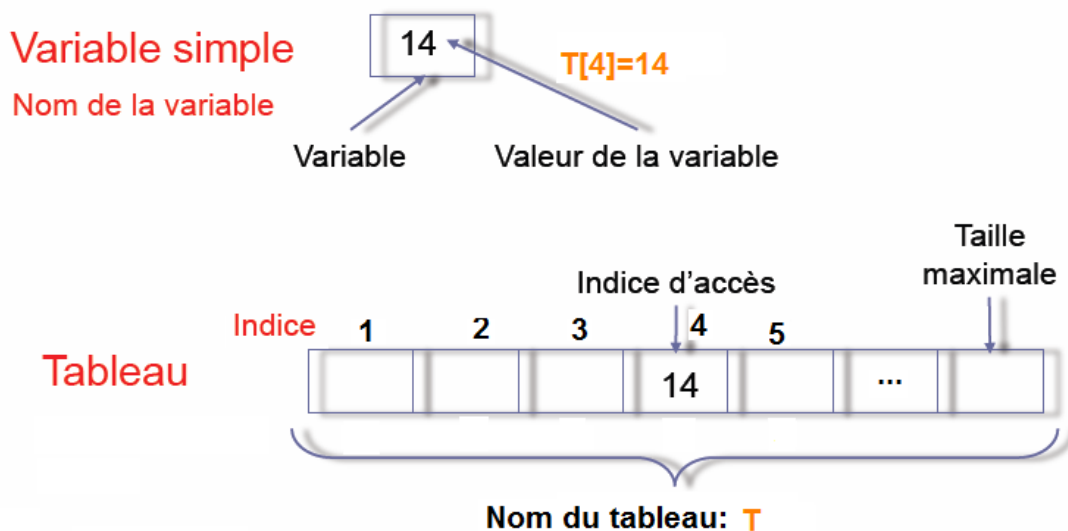 Variable simple
14
T[4]=14
Nom de la variable
Variable
Valeur de la variable
Taille
maximale
Indice d'accès
Indice
1 2 3 4 5
Tableau
14 ...
Nom du tableau: T